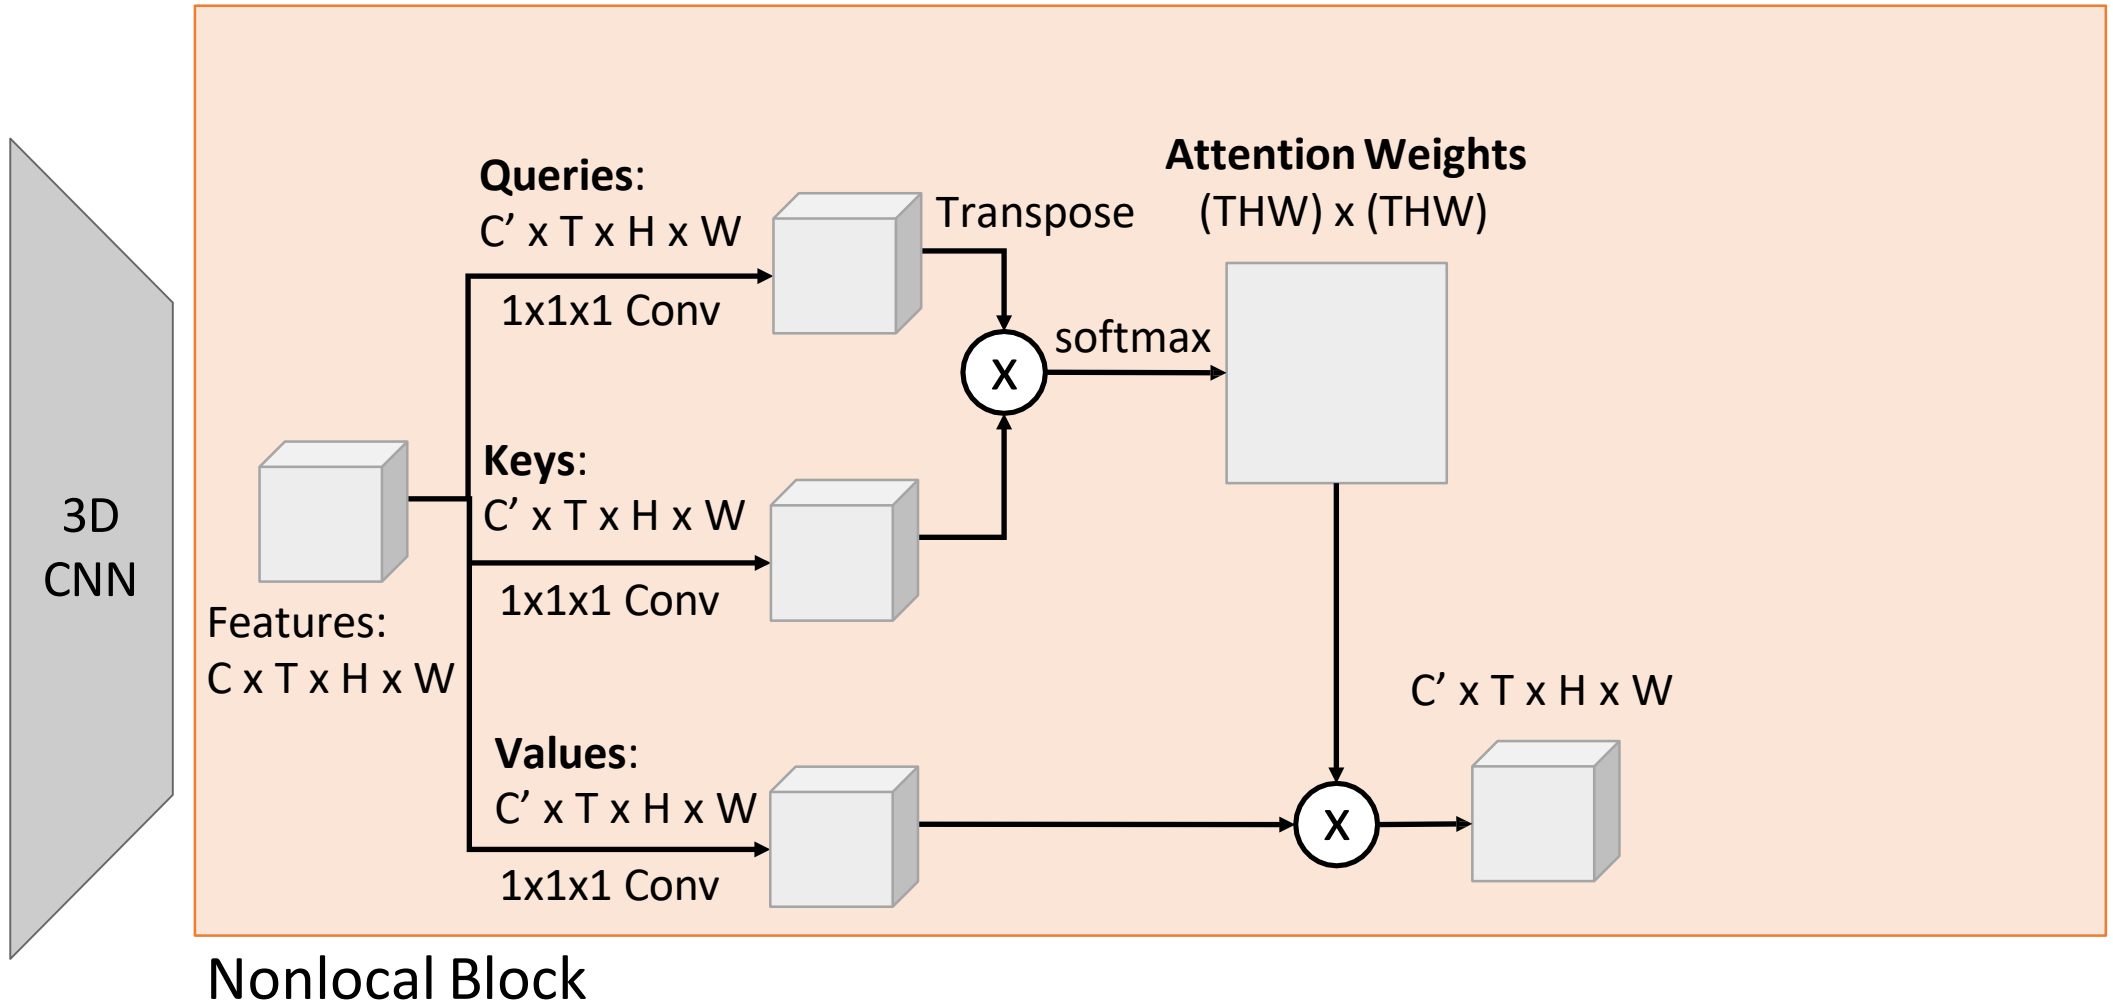 3D
CNN
Features:
C x T x H x W
Queries:
C’ x T x H x W
1x1x1 Conv
Keys:
C’ x T x H x W
1x1x1 Conv
Values:
C’ x T x H x W
1x1x1 Conv
Transpose
X
softmax
Attention Weights
(THW) x (THW)
X
C’ x T x H x W
Nonlocal Block